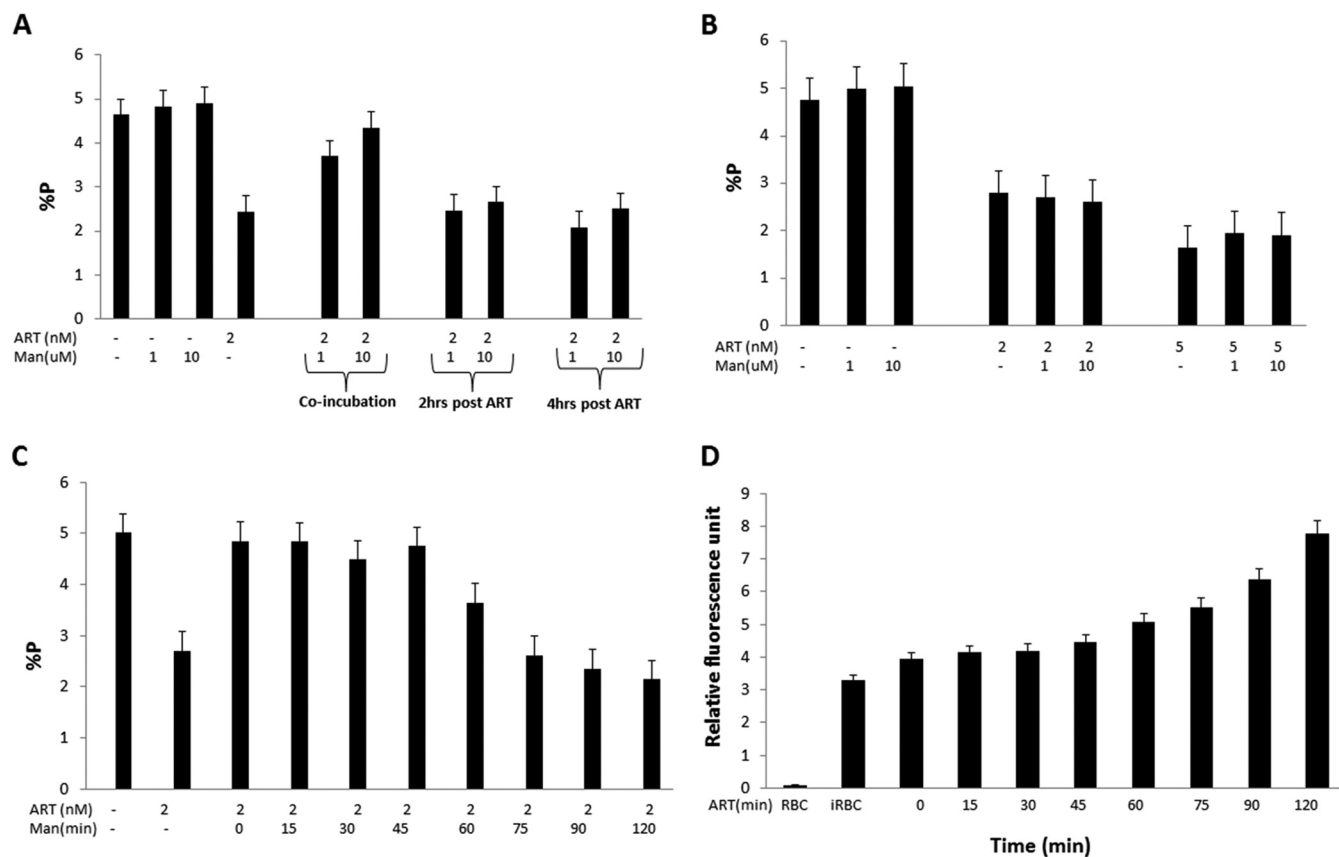 A
6
5
4
3
2
1
0
%P
ART (nM) - - - 2 2 2 2 2 2 2
Man(uM) - 1 10 - 1 10 1 10 1 10
Co-incubation 2hrs post ART 4hrs post ART
B
6
5
4
3
2
1
0
%P
ART (nM) - - - 2 2 2 5 5 5
Man(uM) - 1 10 - 1 10 - 1 10
C
6
5
4
3
2
1
0
%P
ART (nM) - 2 2 2 2 2 2 2 2 2
Man(min) - - 0 15 30 45 60 75 90 120
D
9
8
7
6
5
4
3
2
1
0
Relative fluorescence unit
ART(min) RBC iRBC 0 15 30 45 60 75 90 120
Time (min)